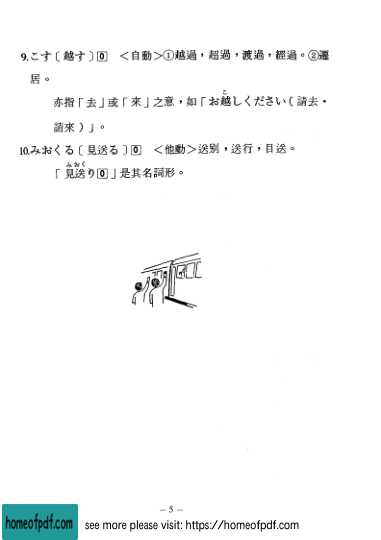 9.こす〔越す〕0　＜自動＞①越過，超過，渡過，經過。②遷
居。
亦指「去」或「來」之意，如「お越しください（請去・
請來）」。
10.みおくる〔見送る〕0　＜他動＞送別，送行，目送。
「見送り0」是其名詞形。
– 5 –
homeofpdf.com see more please visit: https://homeofpdf.com